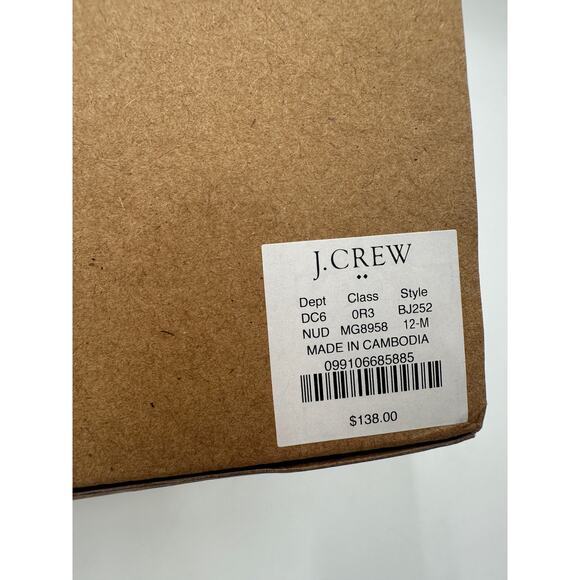 J.CREW
Dept Class Style
DC6 0R3 BJ252
NUD MG8958 12-M
MADE IN CAMBODIA
099106685885
$138.00